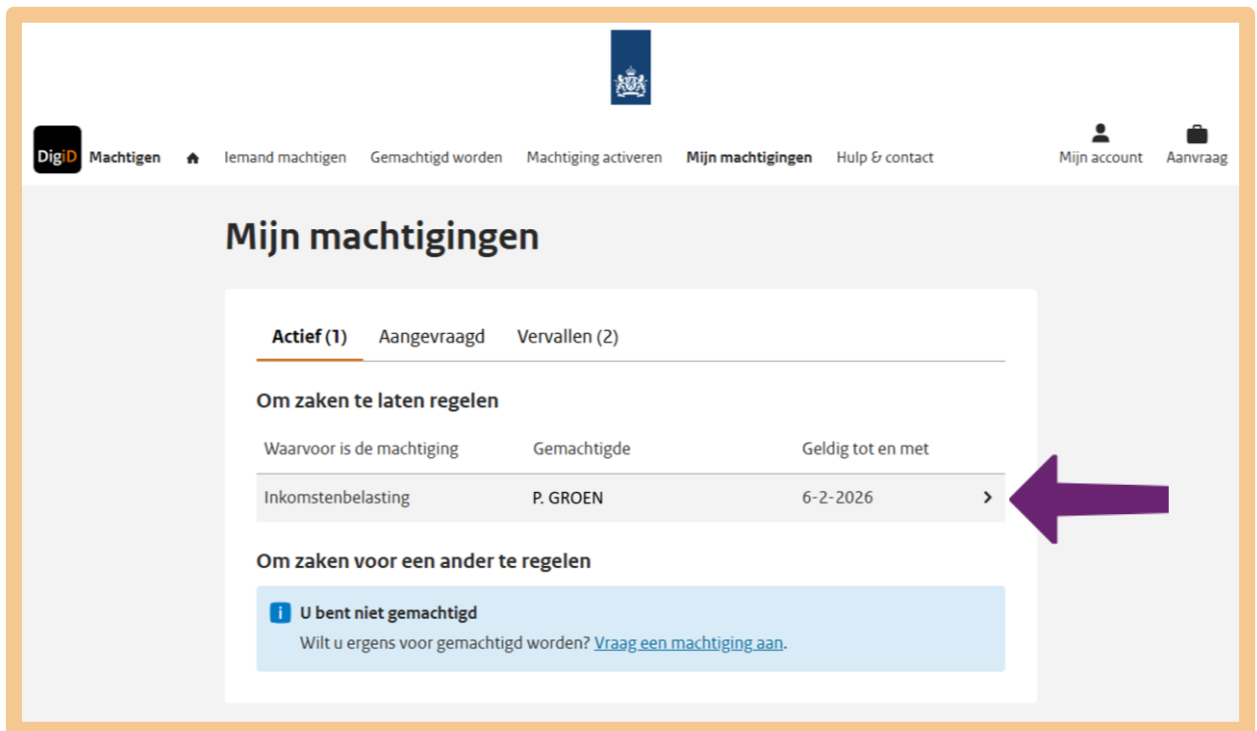 Mijn account Aanvraag
DigiD Machtigen Iemand machtigen Gemachtigd worden Machtiging activeren Mijn machtigingen Hulp & contact
Mijn machtigingen
Actief (1) Aangevraagd Vervallen (2)
Om zaken te laten regelen
Waarvoor is de machtiging Gemachtigde Geldig tot en met
Inkomstenbelasting P. GROEN 6-2-2026
Om zaken voor een ander te regelen
i U bent niet gemachtigd
Wilt u ergens voor gemachtigd worden? Vraag een machtiging aan.